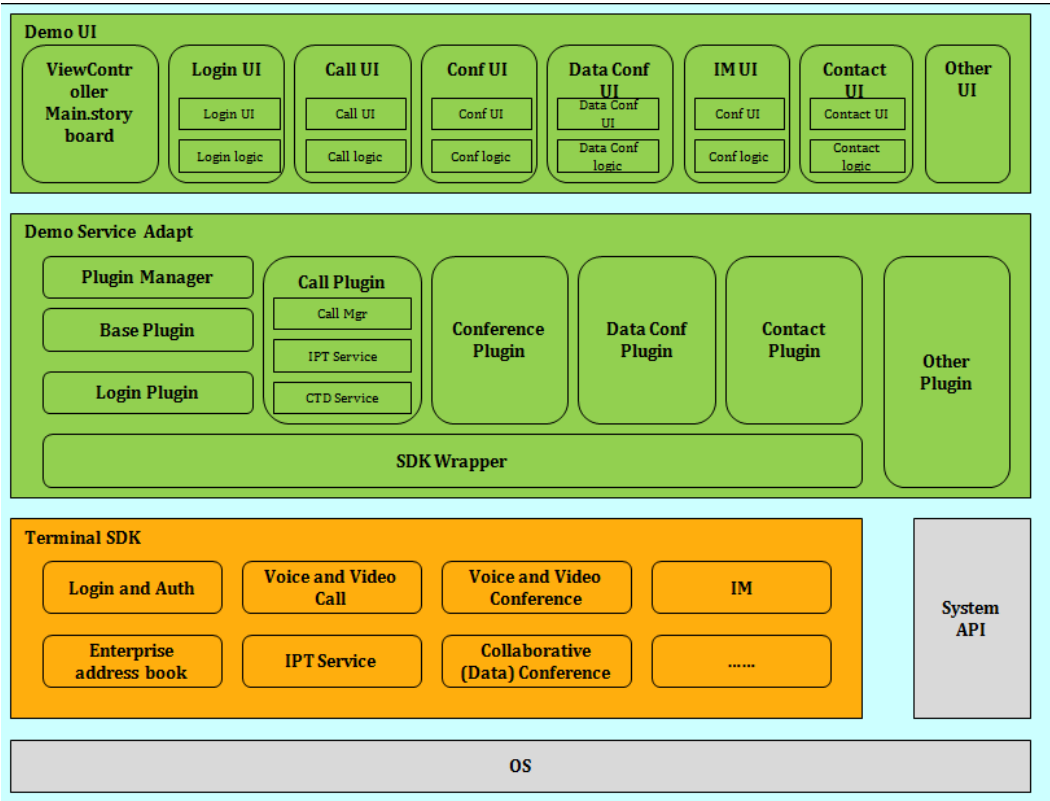 Demo UI
ViewContr
oller
Main.story
board
Login UI
Login UI
Login logic
Call UI
Call UI
Call logic
Conf UI
Conf UI
Conf logic
Data Conf
UI
Data Conf
UI
Data Conf
logic
IM UI
Conf UI
Conf logic
Contact
UI
Contact UI
Contact
logic
Other
UI
Demo Service Adapt
Plugin Manager
Base Plugin
Login Plugin
Call Plugin
Call Mgr
IPT Service
CTD Service
Conference
Plugin
Data Conf
Plugin
Contact
Plugin
Other
Plugin
SDK Wrapper
Terminal SDK
Login and Auth
Voice and Video
Call
Voice and Video
Conference
IM
Enterprise
address book
IPT Service
Collaborative
(Data) Conference
......
System
API
OS